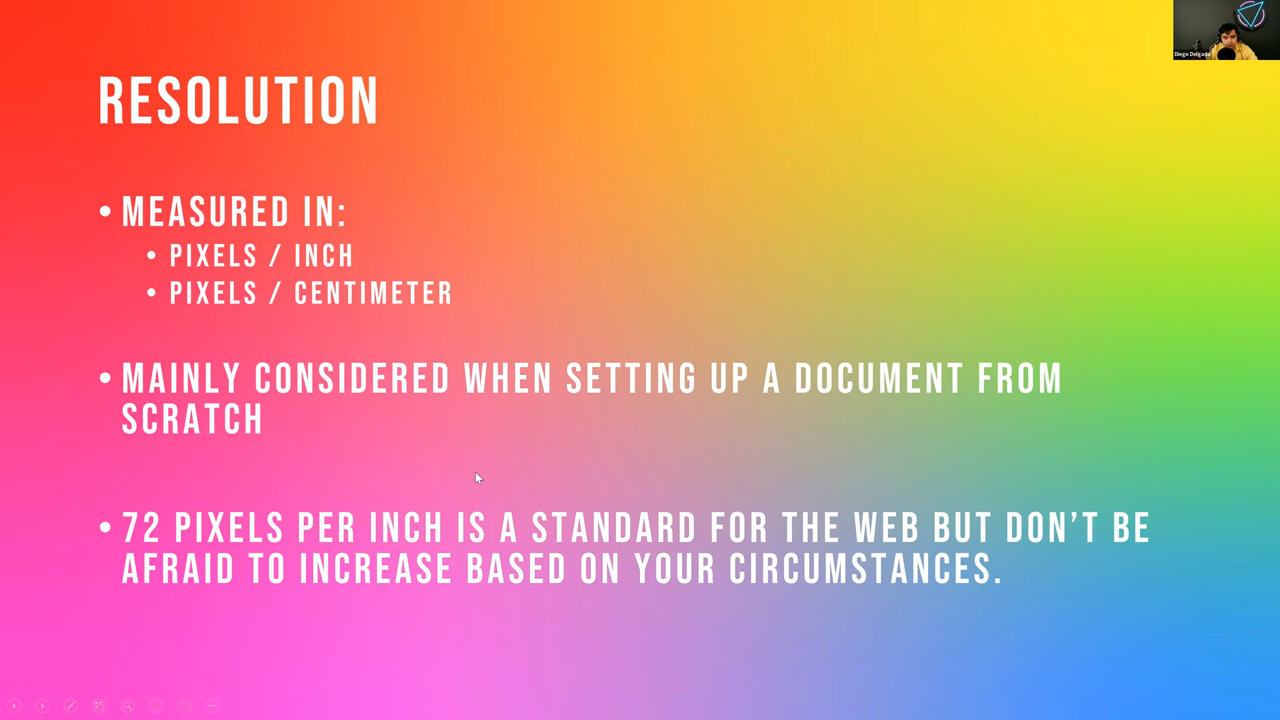 RESOLUTION
• MEASURED IN:
• PIXELS / INCH
• PIXELS / CENTIMETER
• MAINLY CONSIDERED WHEN SETTING UP A DOCUMENT FROM
SCRATCH
• 72 PIXELS PER INCH IS A STANDARD FOR THE WEB BUT DON'T BE
AFRAID TO INCREASE BASED ON YOUR CIRCUMSTANCES.
Diego Delgado